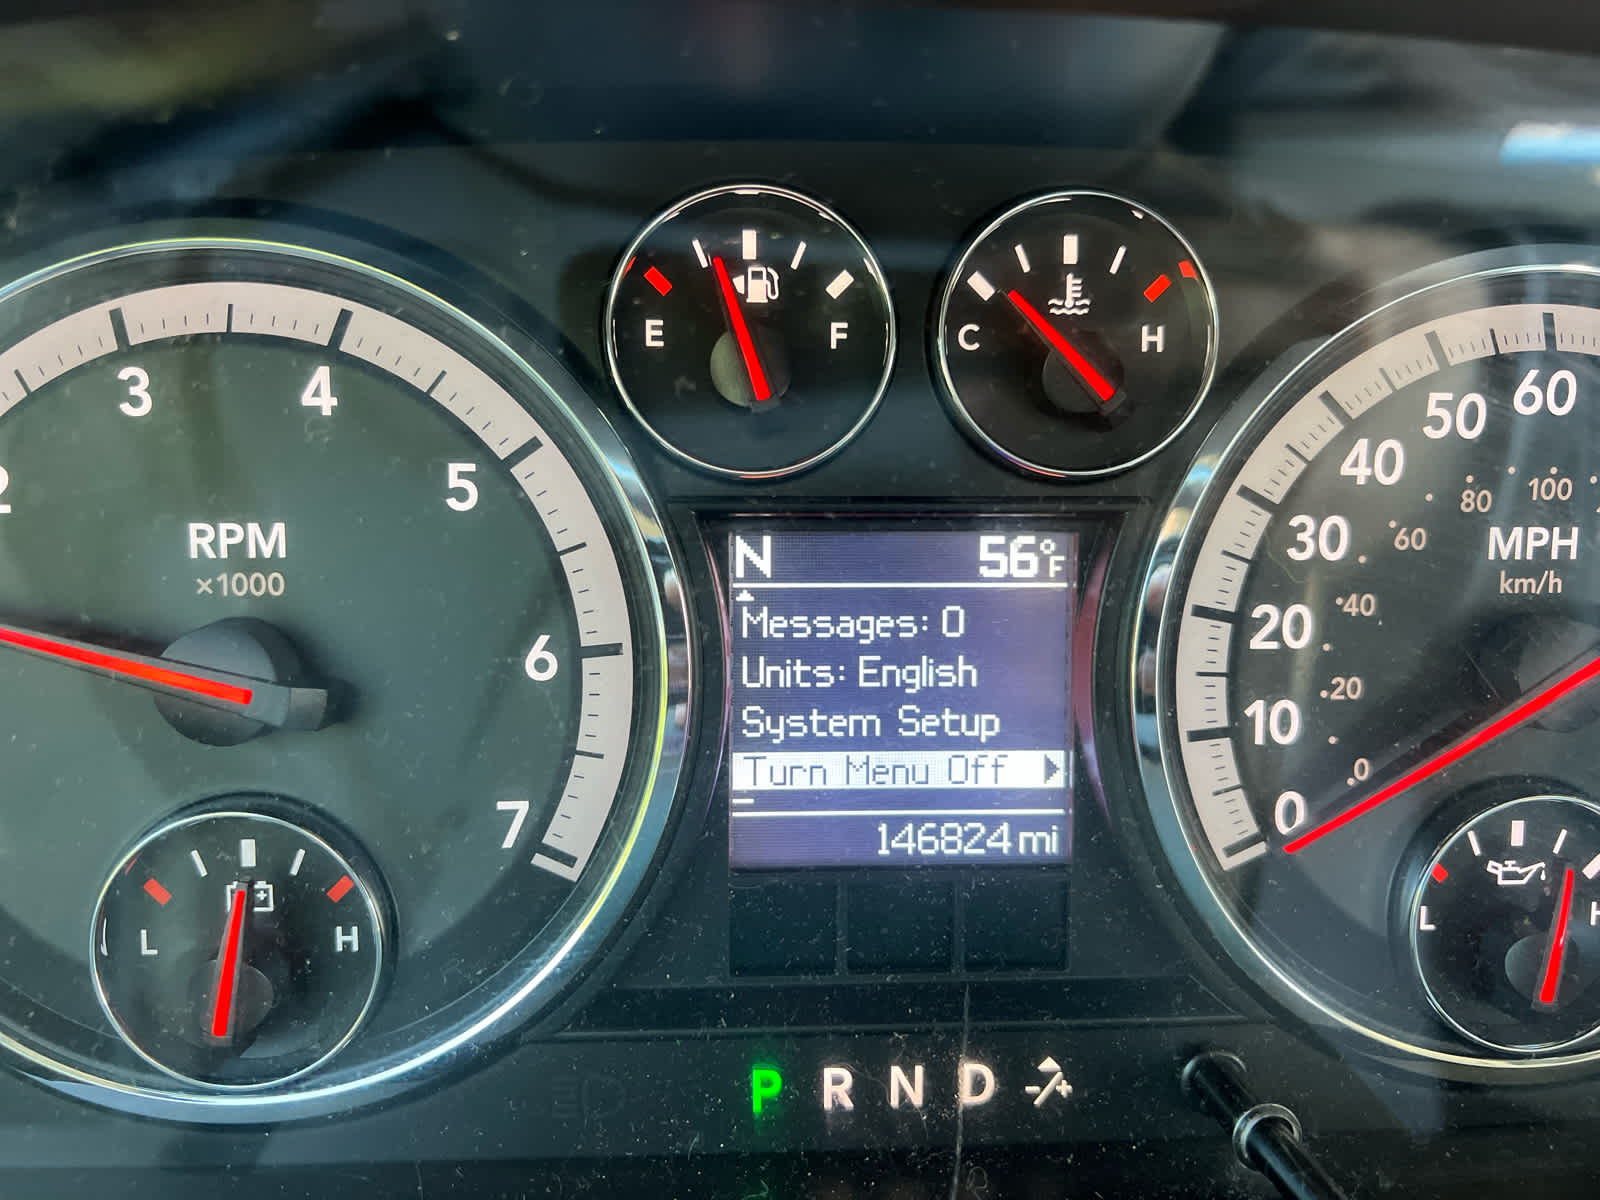 E F
C H
3 4 5 6 7
RPM
×1000
L H
N 56°F
Messages: 0
Units: English
System Setup
Turn Menu Off
146824 mi
0 10 20 30 40 50 60
0 20 40 60 80 100
MPH
km/h
L H
P R N D